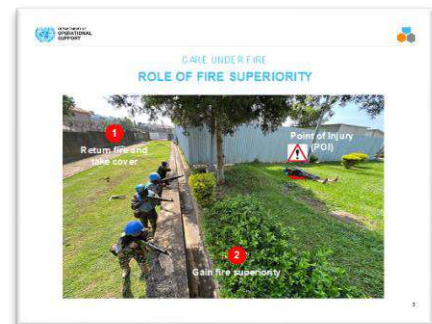 DEPARTMENT OF
OPERATIONAL
SUPPORT
CARE UNDER FIRE
ROLE OF FIRE SUPERIORITY
1
Return fire and
take cover
Point of Injury
(POI)
2
Gain fire superiority